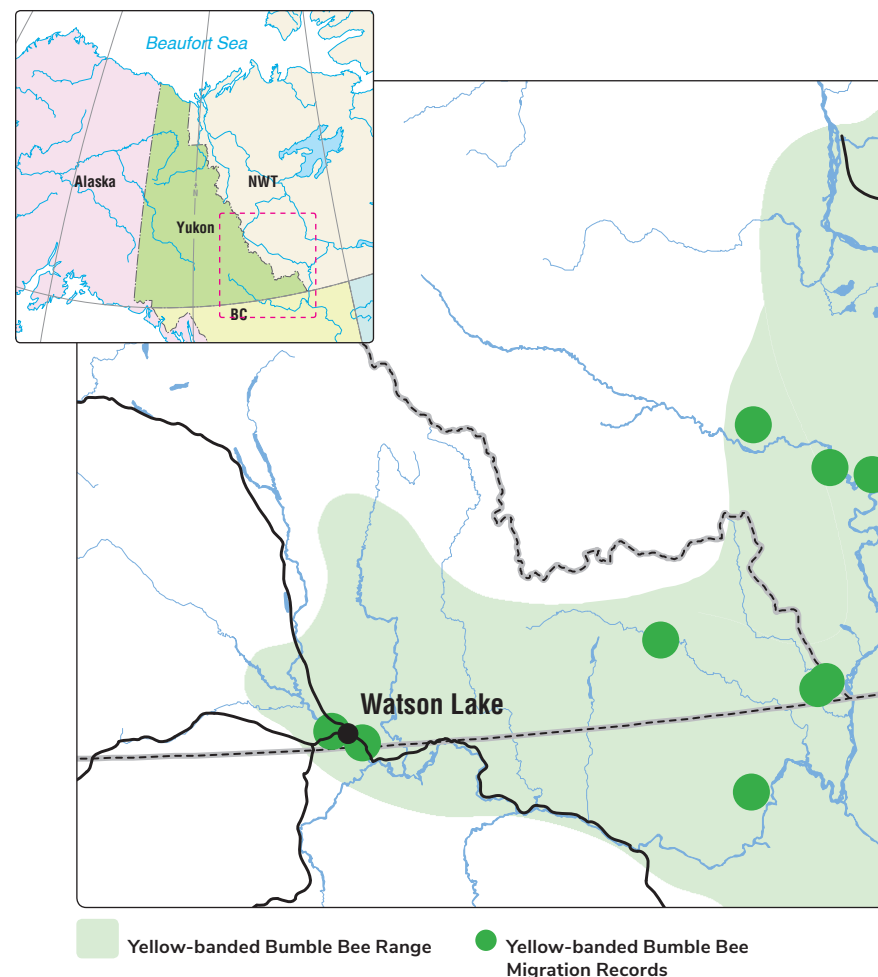 Beaufort Sea
Alaska
NWT
N
Yukon
BC
Watson Lake
Yellow-banded Bumble Bee Range
Yellow-banded Bumble Bee
Migration Records